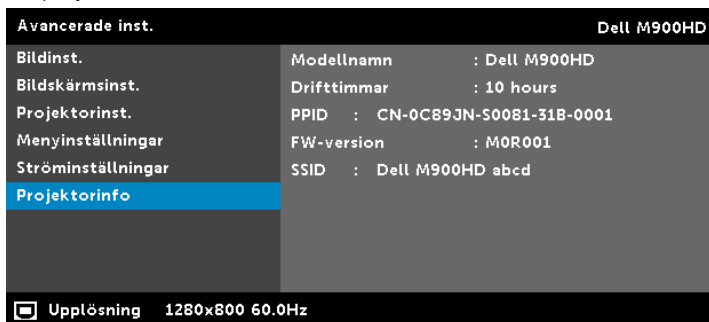 Avancerade inst. Dell M900HD
Bildinst.
Bildskärmsinst.
Projektorinst.
Menyinställningar
Ströminställningar
Projektorinfo
Modellnamn : Dell M900HD
Drifttimmar : 10 hours
PPID : CN-0C89JN-S0081-31B-0001
FW-version : M0R001
SSID : Dell M900HD abcd
Upplösning 1280x800 60.0Hz